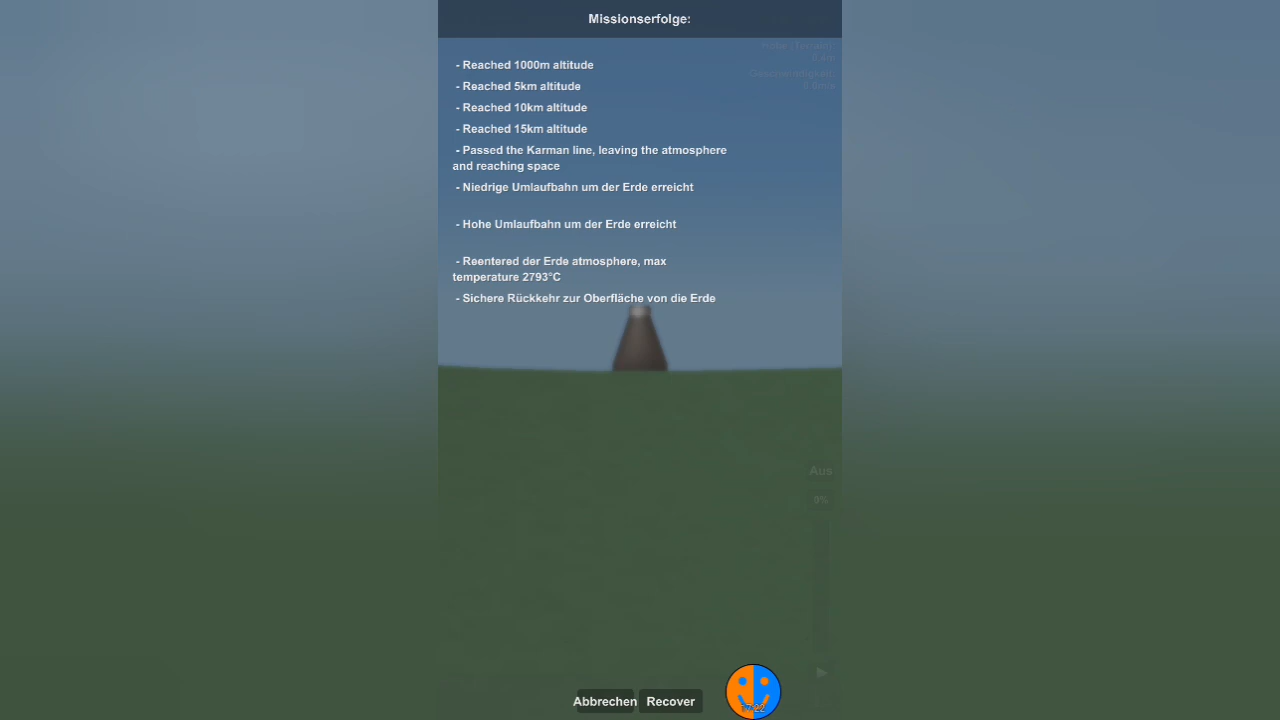 Missionserfolge:
Höhe (Terrain)
- Reached 1000m altitude
- Reached 5km altitude
- Reached 10km altitude
- Reached 15km altitude
- Passed the Karman line, leaving the atmosphere
and reaching space
- Niedrige Umlaufbahn um der Erde erreicht
- Hohe Umlaufbahn um der Erde erreicht
- Reentered der Erde atmosphere, max
temperature 2793°C
- Sichere Rückkehr zur Oberfläche von die Erde
Aus
9%
Abbrechen Recover